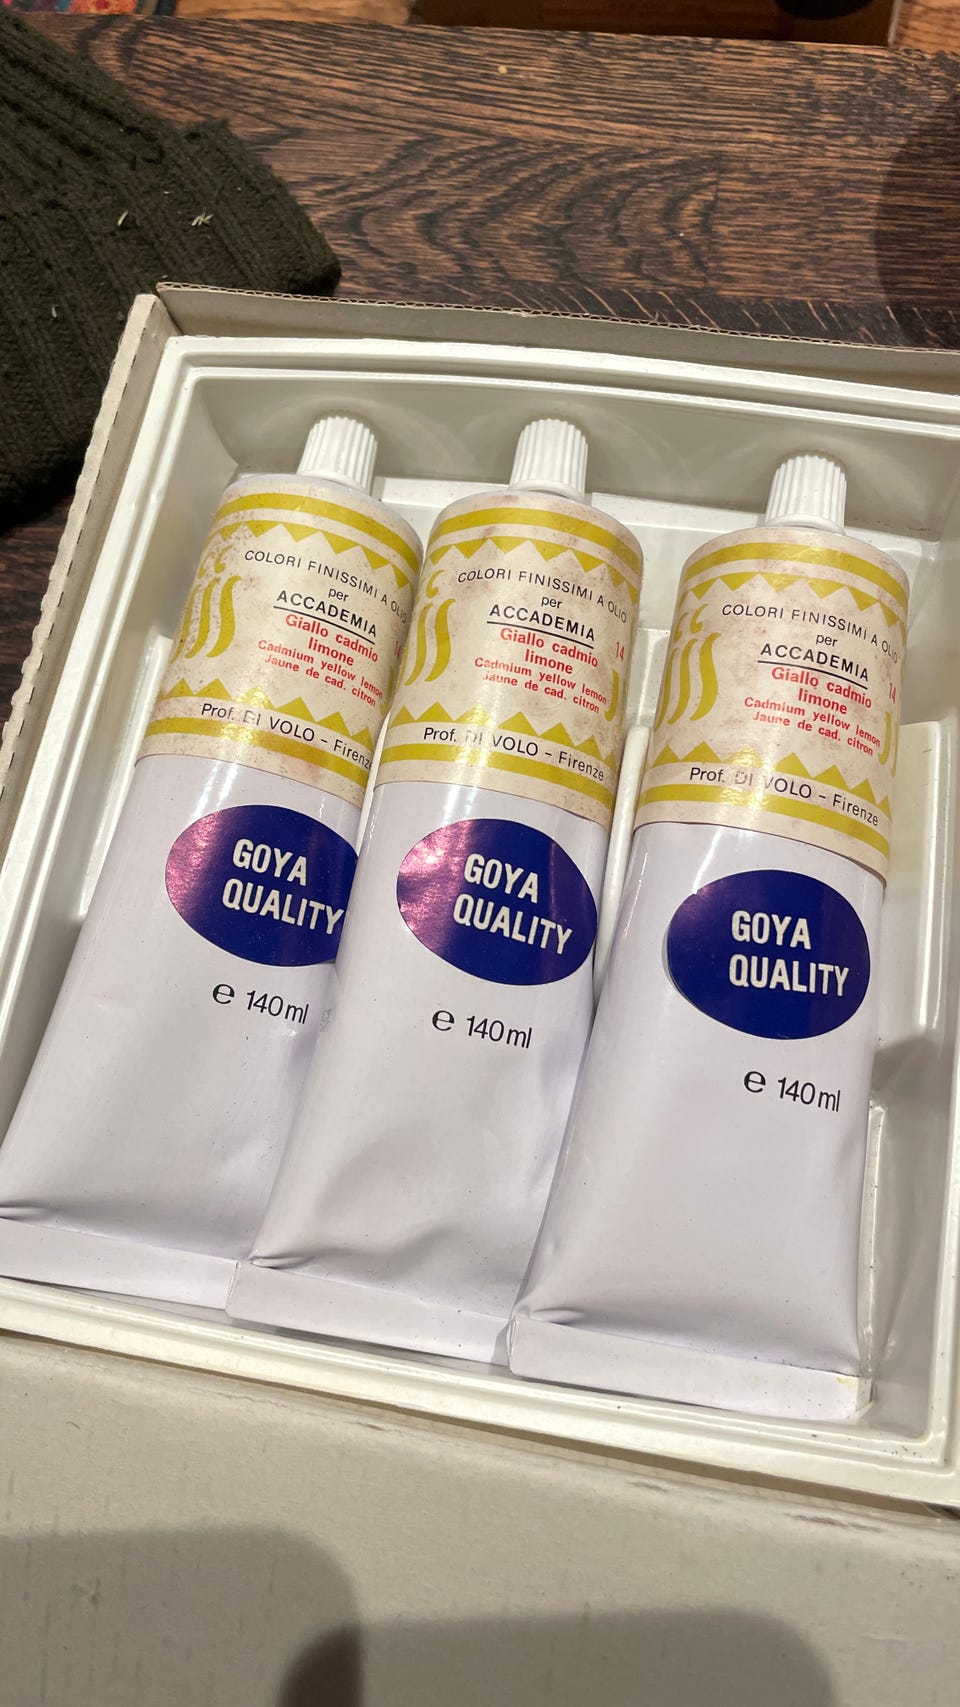 COLORI FINISSIMI A OLIO
per
ACCADEMIA
Giallo cadmio
limone
Cadmium yellow lemon
Jaune de cad. citron
Prof. DI VOLO – Firenze
GOYA
QUALITY
e 140ml
COLORI FINISSIMI A OLIO
per
ACCADEMIA
14
Giallo cadmio
limone
Cadmium yellow lemon
Jaune de cad. citron
Prof. DI VOLO – Firenze
GOYA
QUALITY
e 140ml
COLORI FINISSIMI A OLIO
per
ACCADEMIA
14
Giallo cadmio
limone
Cadmium yellow lemon
Jaune de cad. citron
Prof. DI VOLO – Firenze
GOYA
QUALITY
e 140ml